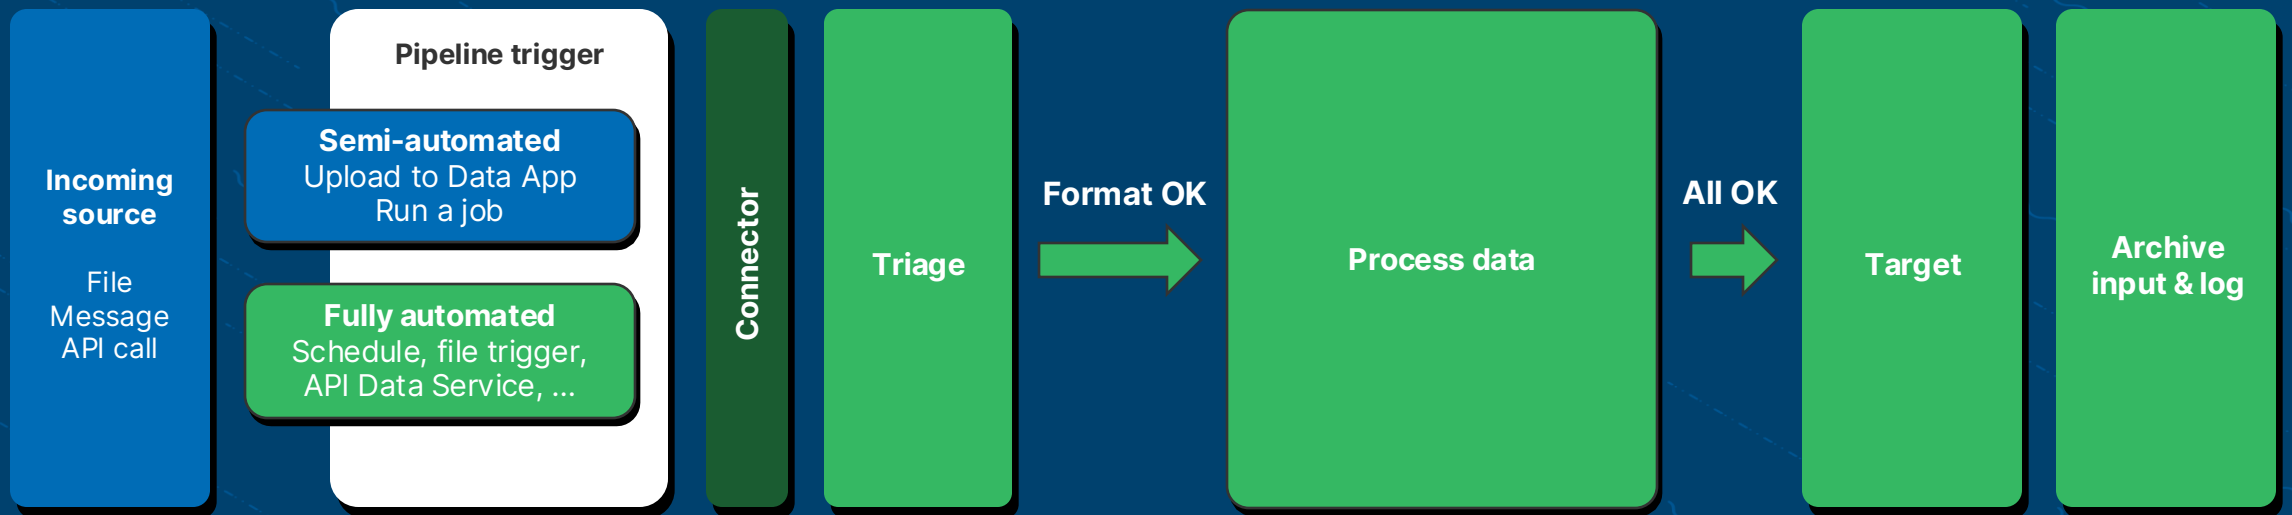 Incoming
source
File
Message
API call
Pipeline trigger
Semi-automated
Upload to Data App
Run a job
Fully automated
Schedule, file trigger,
API Data Service, ...
Connector
Triage
Format OK
Process data
All OK
Target
Archive
input & log